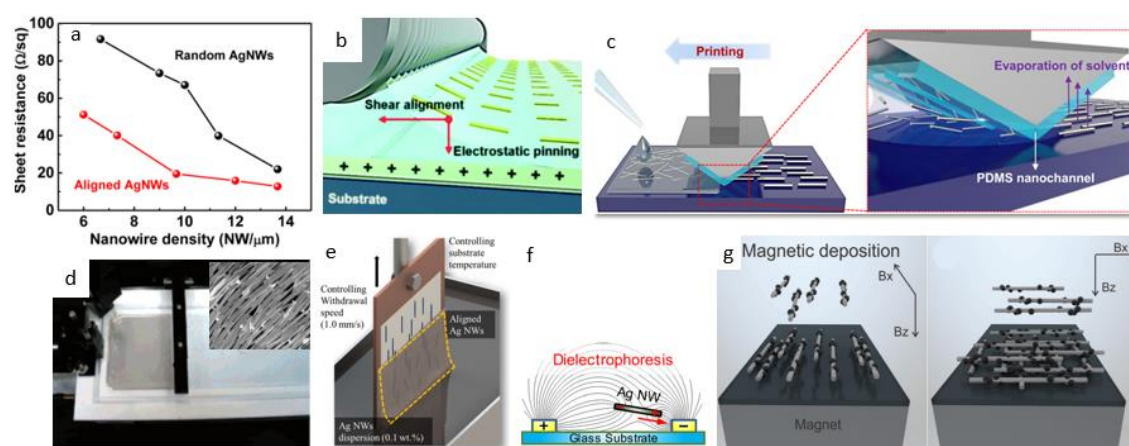 a
100
80
60
40
20
0
Sheet resistance (Ω/sq)
Random AgNWs
Aligned AgNWs
6 8 10 12 14
Nanowire density (NW/μm)
b
Shear alignment
Electrostatic pinning
+ + + + + + + +
Substrate
c
Printing
Evaporation of solvent
PDMS nanochannel
d
e
Controlling
substrate
temperature
Controlling
Withdrawal
speed
(1.0 mm/s)
Aligned
Ag NWs
Ag NWs
dispersion (0.1 wt.%)
f
Dielectrophoresis
Ag NW
+ −
Glass Substrate
g
Magnetic deposition
Bx
Bz
Bx
Bz
Magnet